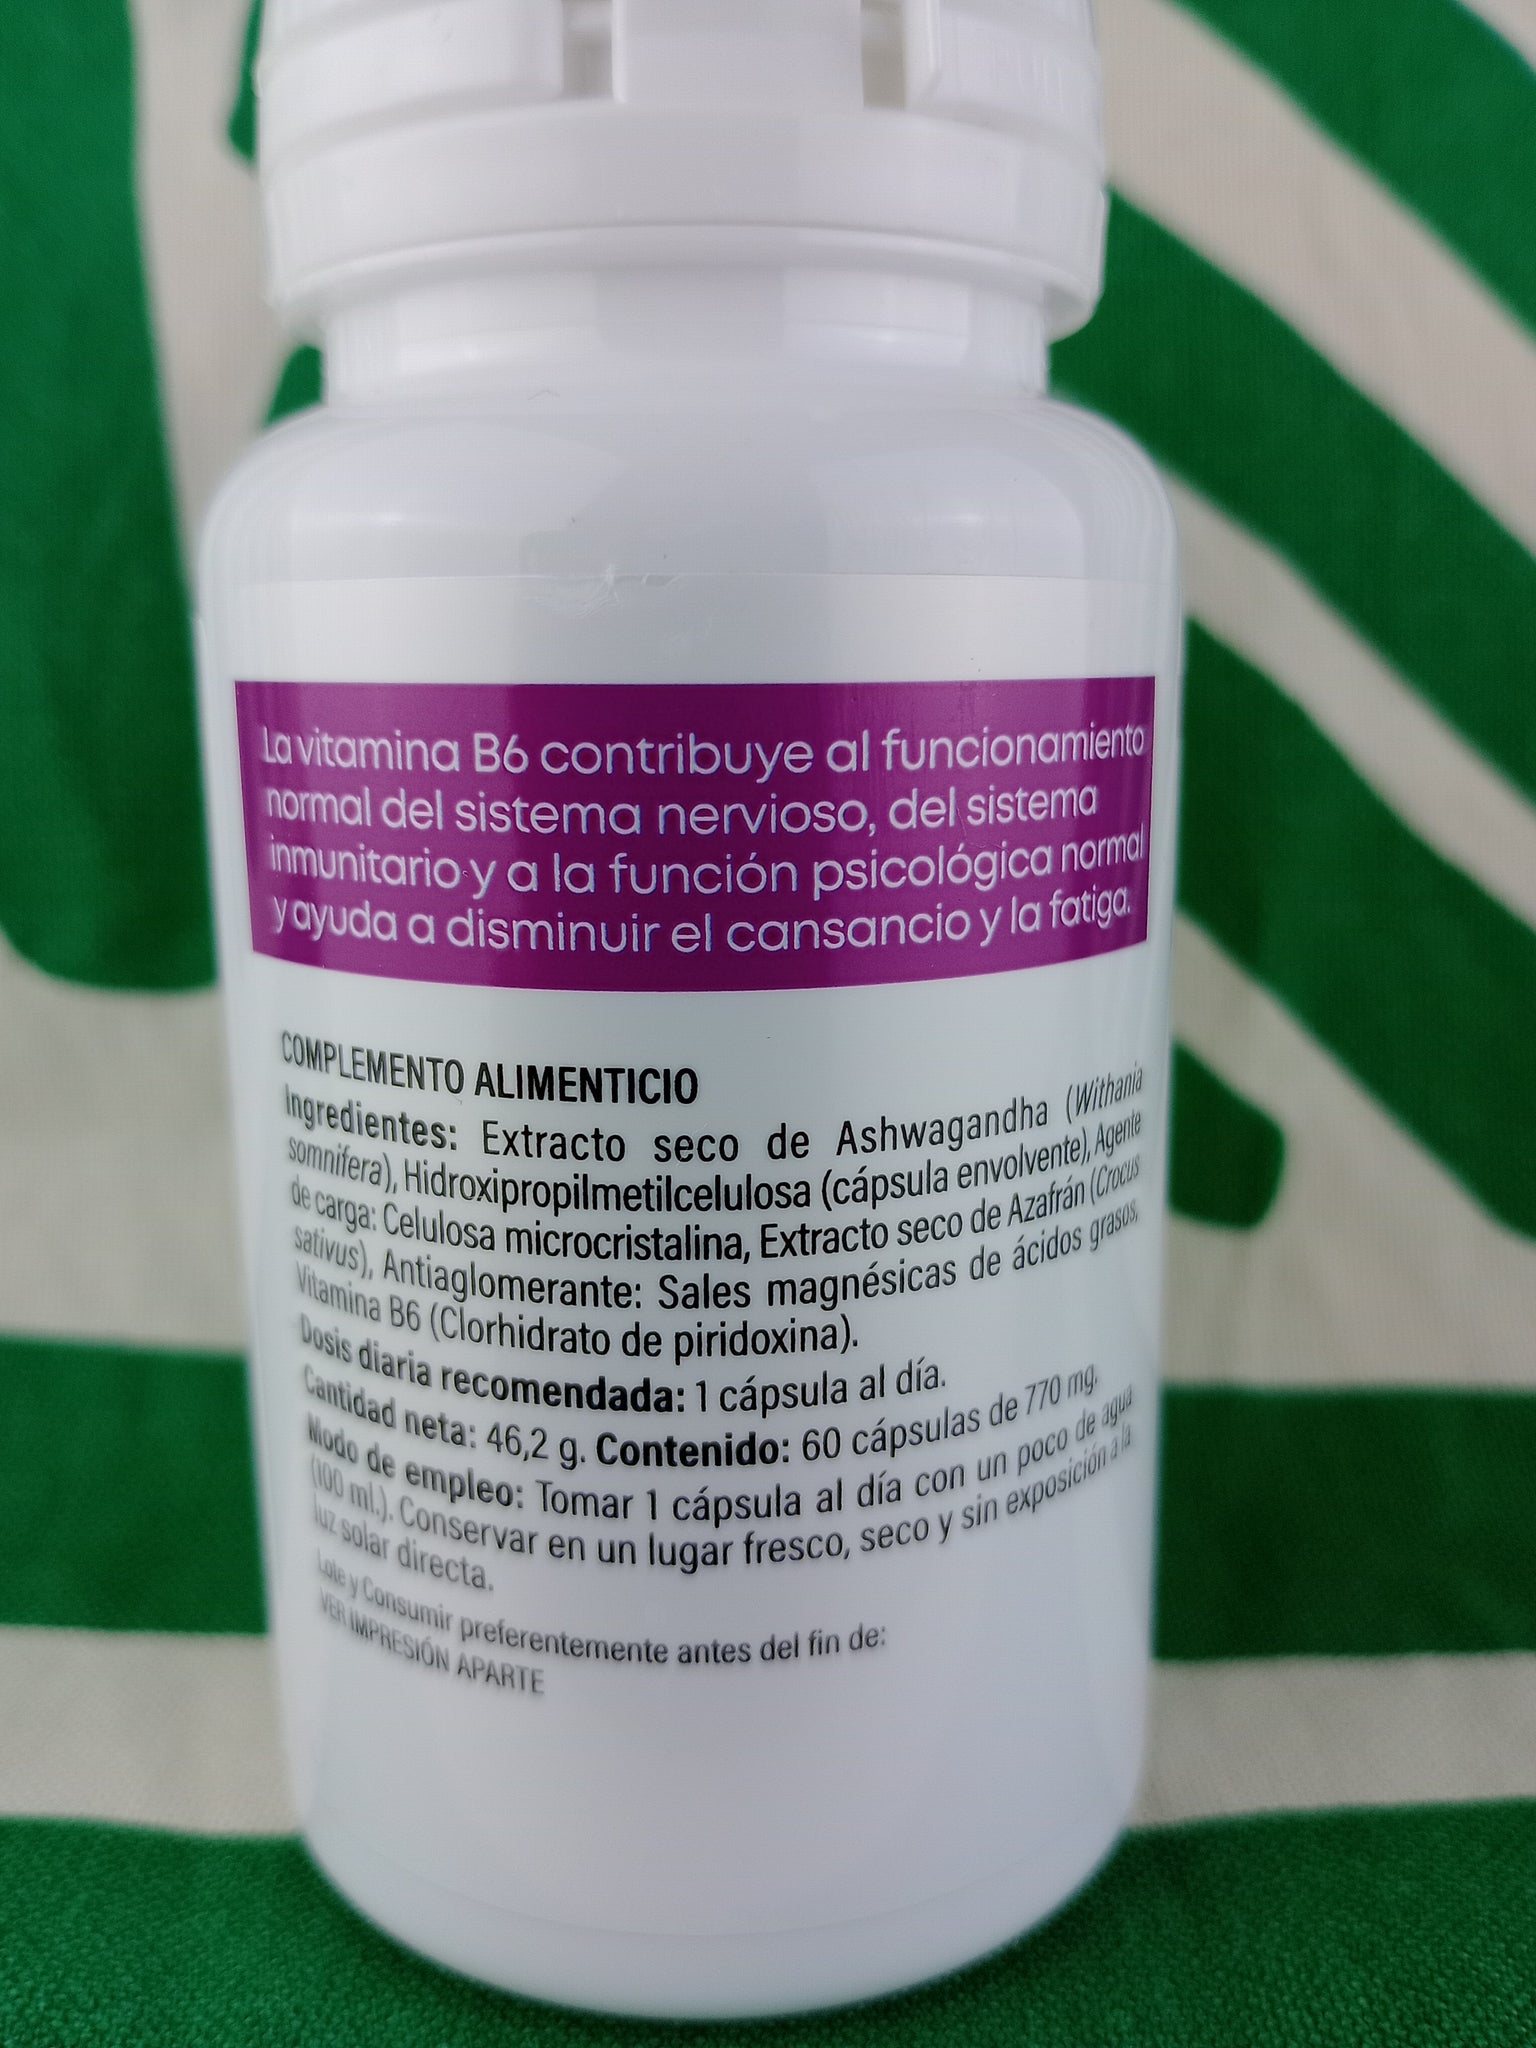 La vitamina B6 contribuye al funcionamiento
normal del sistema nervioso, del sistema
inmunitario y a la función psicológica normal
y ayuda a disminuir el cansancio y la fatiga.
COMPLEMENTO ALIMENTICIO
Ingredientes: Extracto seco de Ashwagandha (Withania
somnifera), Hidroxipropilmetilcelulosa (cápsula envolvente), Agente
de carga: Celulosa microcristalina, Extracto seco de Azafrán (Crocus
sativus), Antiaglomerante: Sales magnésicas de ácidos grasos,
Vitamina B6 (Clorhidrato de piridoxina).
Dosis diaria recomendada: 1 cápsula al día.
Cantidad neta: 46,2 g. Contenido: 60 cápsulas de 770 mg.
Modo de empleo: Tomar 1 cápsula al día con un poco de agua
(100 ml.). Conservar en un lugar fresco, seco y sin exposición a la
luz solar directa.
Lote y Consumir preferentemente antes del fin de:
VER IMPRESIÓN APARTE